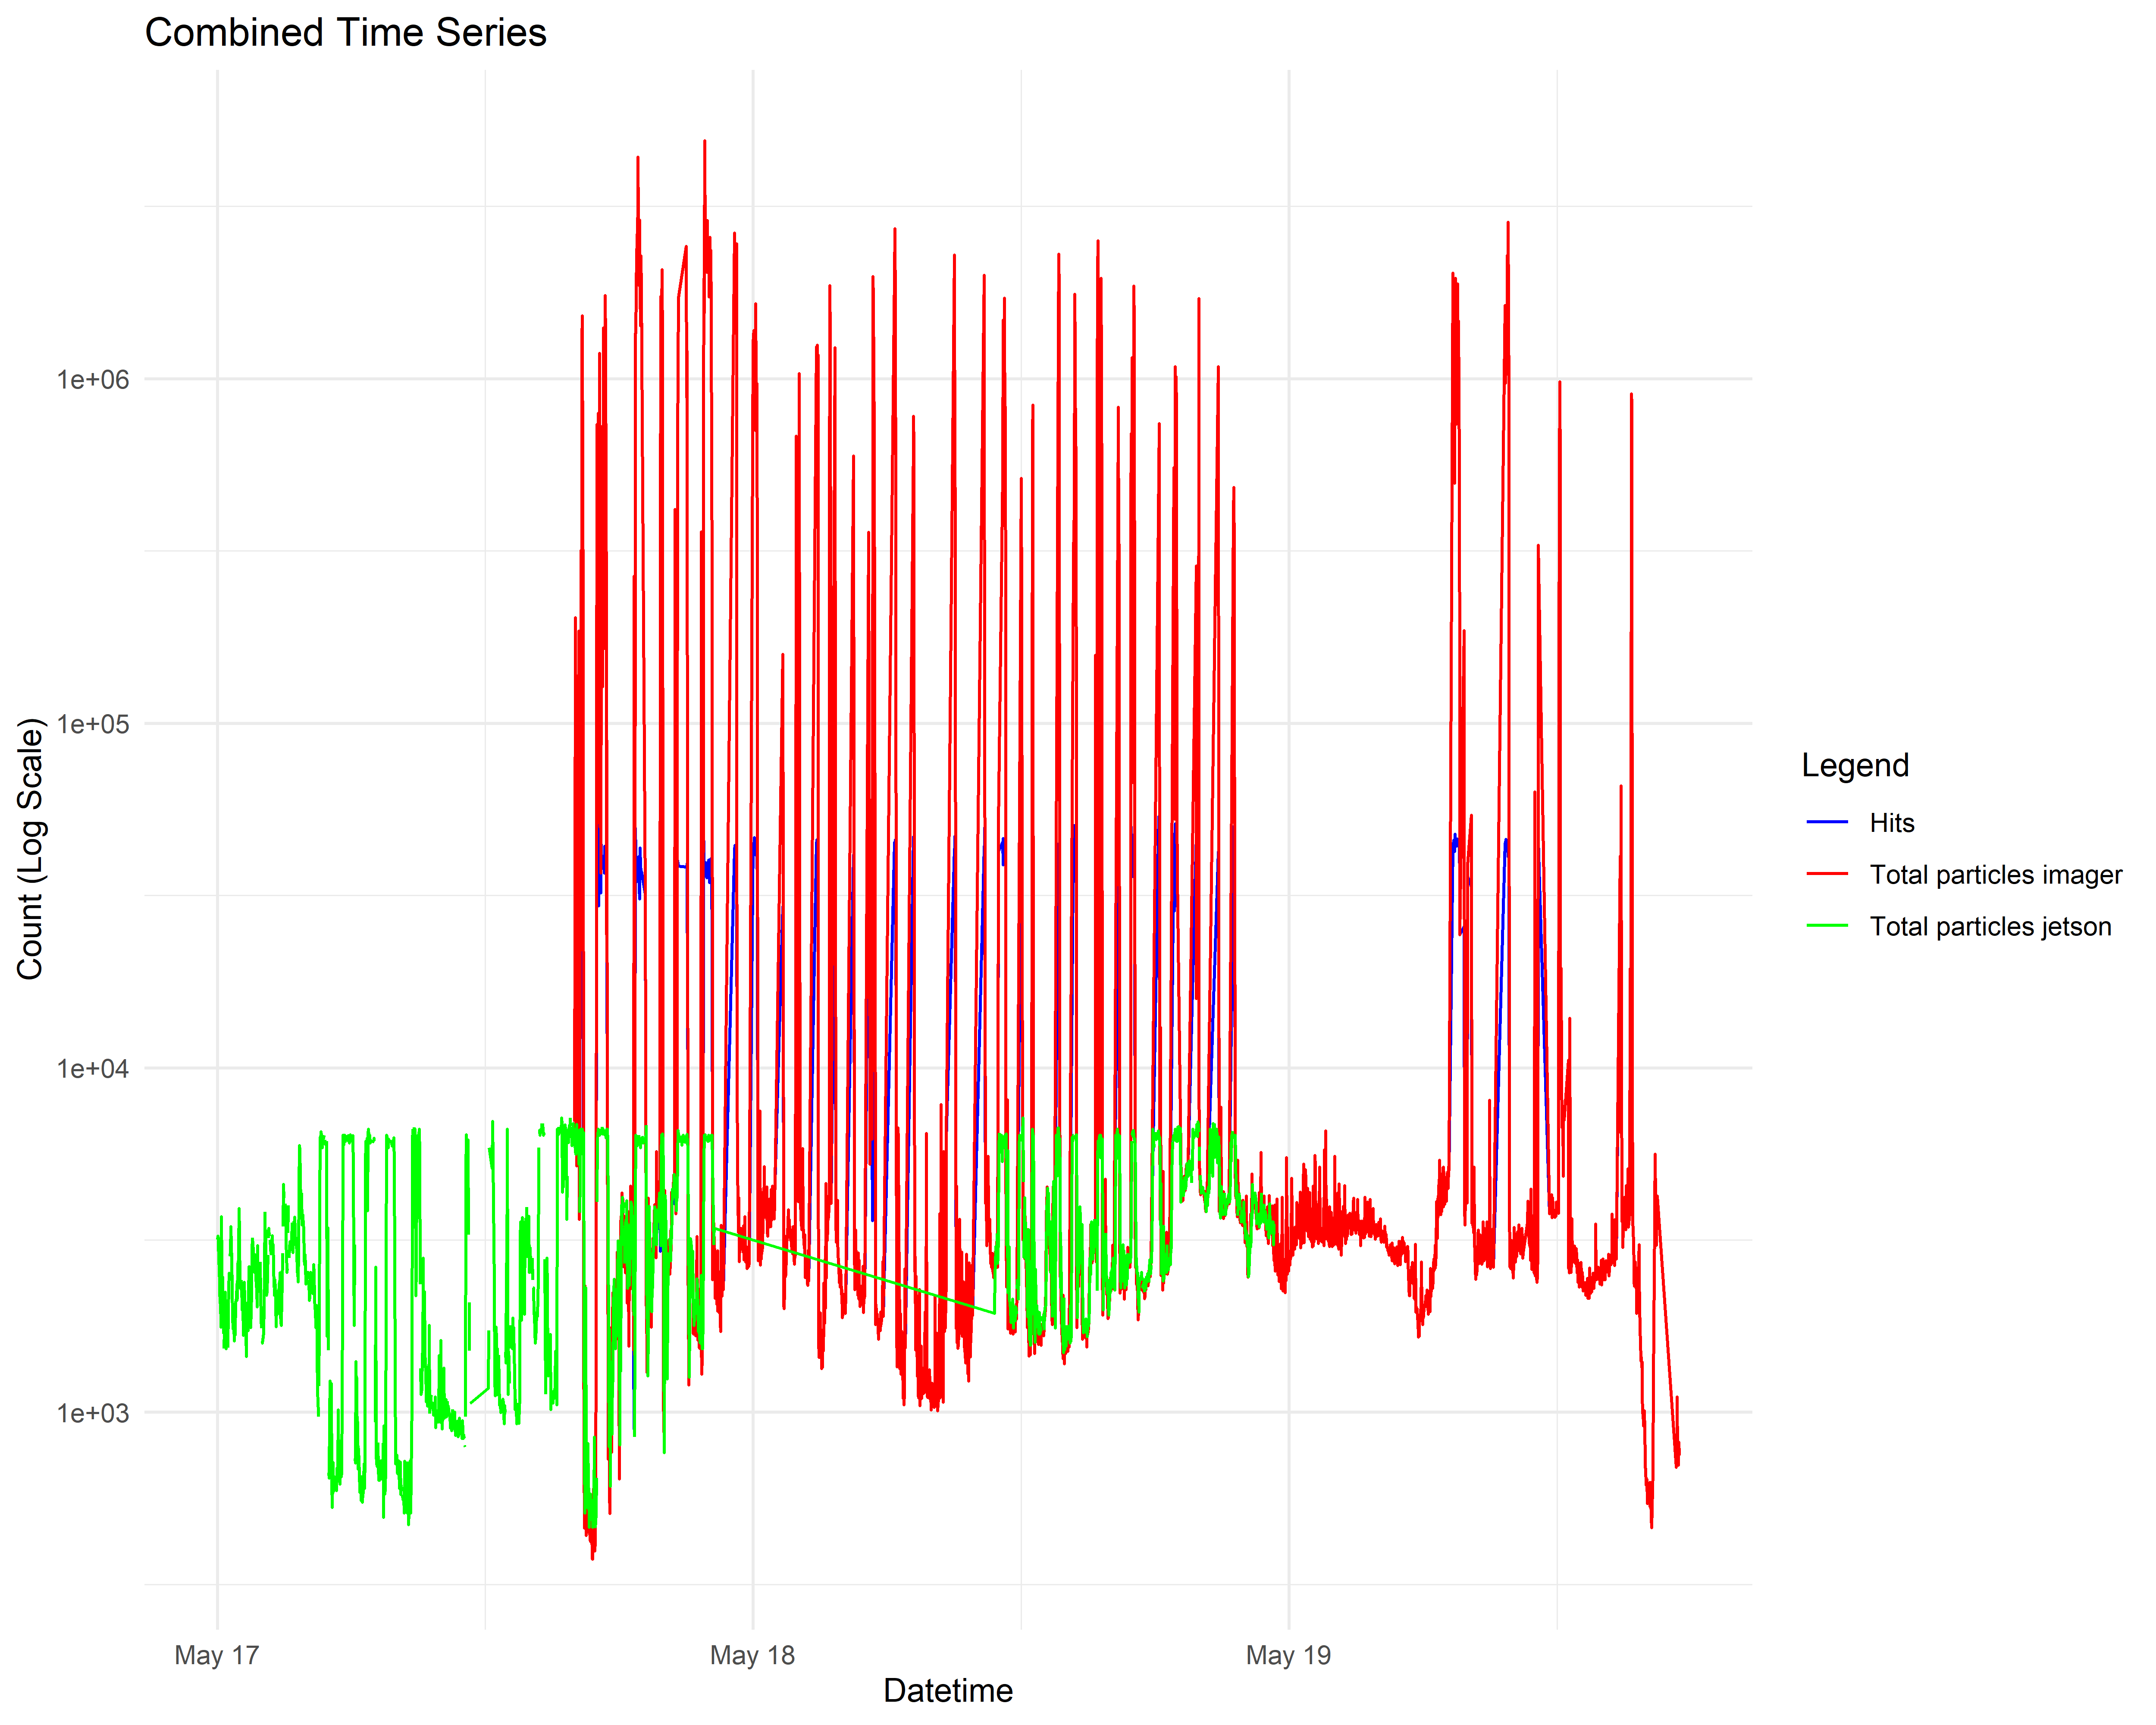 Combined Time Series
Count (Log Scale)
1e+06
1e+05
1e+04
1e+03
May 17
May 18
May 19
Datetime
Legend
Hits
Total particles imager
Total particles jetson